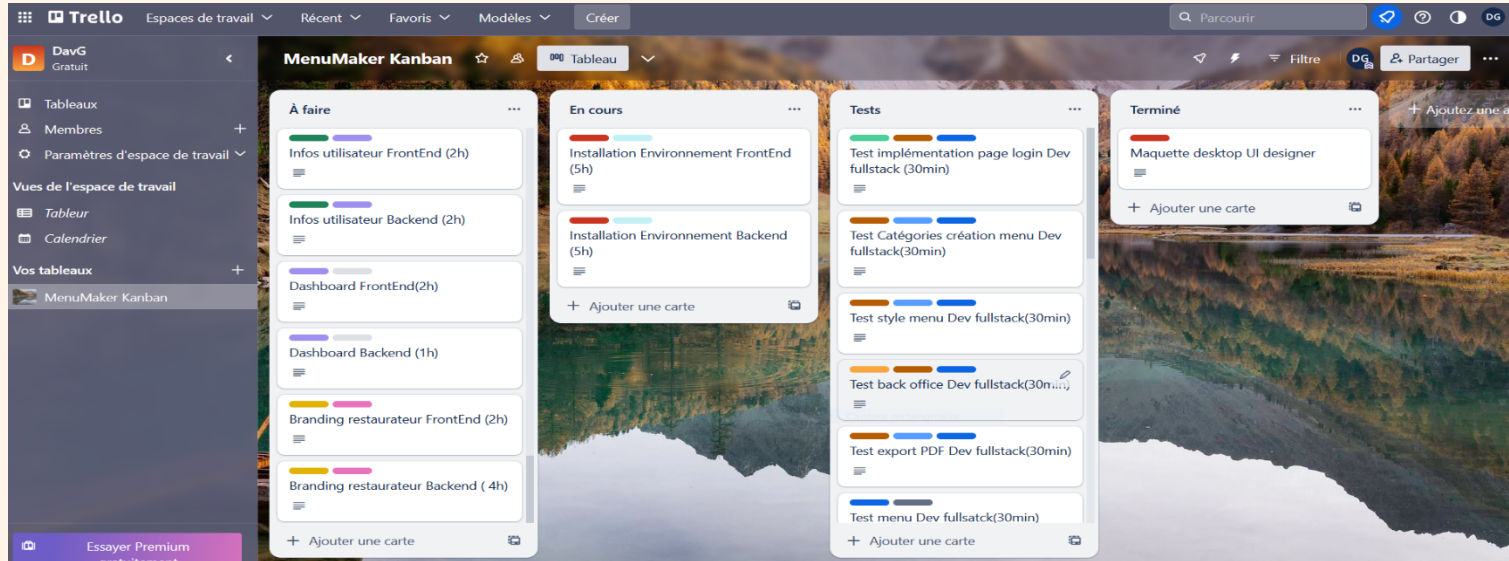 Trello Espaces de travail Récent Favoris Modèles Créer Parcourir DG
D DavG
Gratuit
MenuMaker Kanban Tableau Filtre DG Partager
Tableaux
Membres
Paramètres d'espace de travail
Vues de l'espace de travail
Tableur
Calendrier
Vos tableaux
MenuMaker Kanban
Essayer Premium
gratuitement
À faire
Infos utilisateur FrontEnd (2h)
Infos utilisateur Backend (2h)
Dashboard FrontEnd(2h)
Dashboard Backend (1h)
Branding restaurateur FrontEnd (2h)
Branding restaurateur Backend ( 4h)
+ Ajouter une carte
En cours
Installation Environnement FrontEnd
(5h)
Installation Environnement Backend
(5h)
+ Ajouter une carte
Tests
Test implémentation page login Dev
fullstack (30min)
Test Catégories création menu Dev
fullstack(30min)
Test style menu Dev fullstack(30min)
Test back office Dev fullstack(30min)
Test export PDF Dev fullstack(30min)
Test menu Dev fullsatck(30min)
+ Ajouter une carte
Terminé
Maquette desktop UI designer
+ Ajouter une carte
+ Ajoutez une a